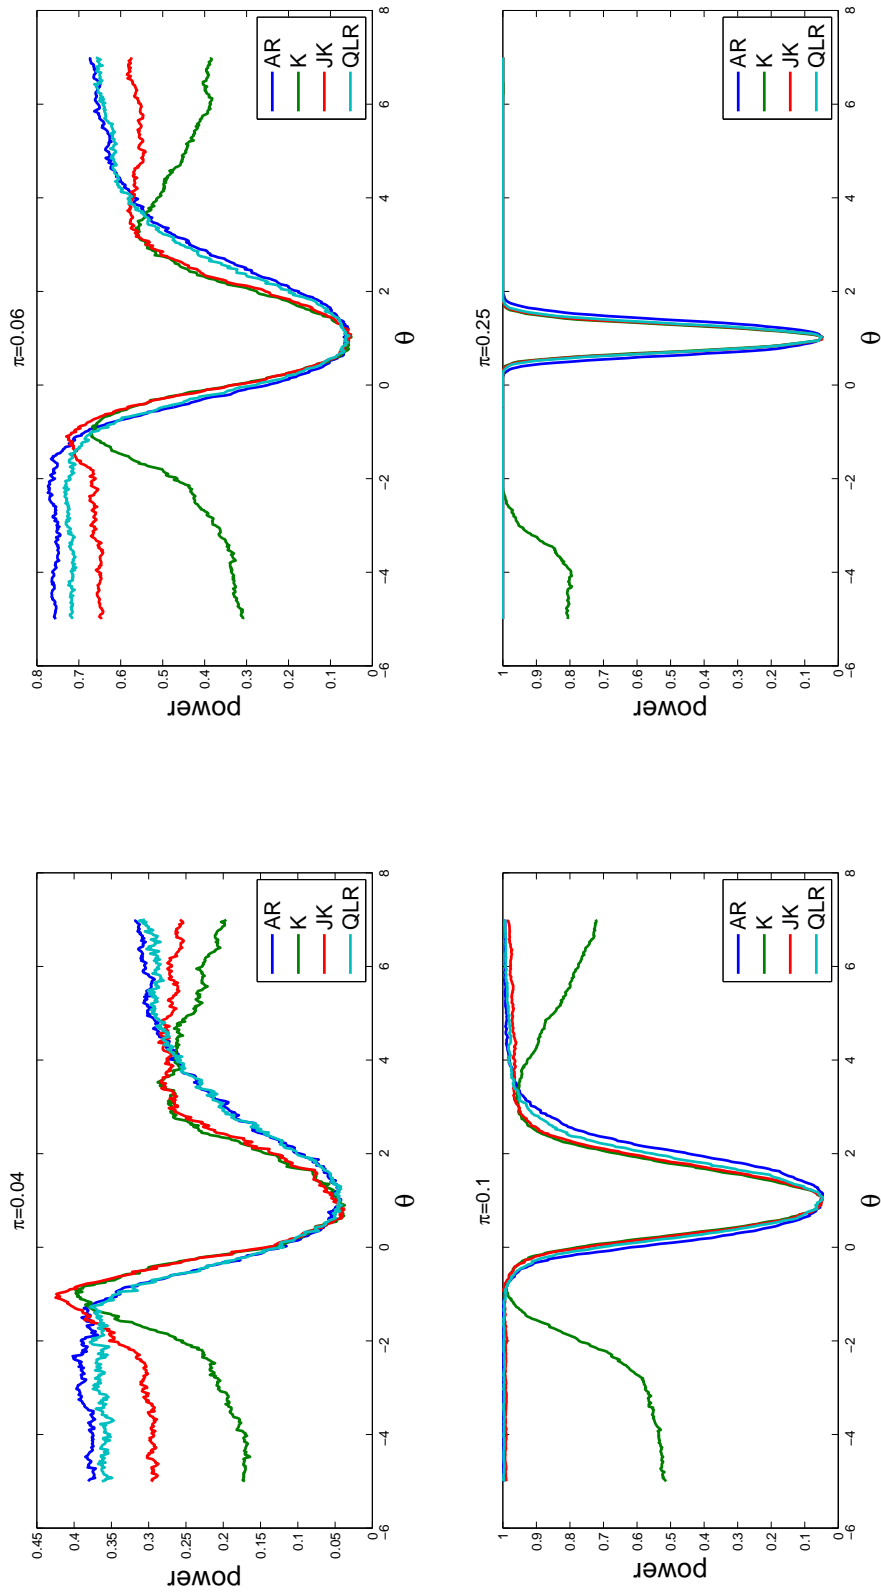 π=0.04
power
0.45
0.4
0.35
0.3
0.25
0.2
0.15
0.1
0.05
0
-6
-4
-2
0
2
4
6
8
θ
AR
K
JK
QLR
π=0.06
power
0.8
0.7
0.6
0.5
0.4
0.3
0.2
0.1
0
-6
-4
-2
0
2
4
6
8
θ
AR
K
JK
QLR
π=0.1
power
1
0.9
0.8
0.7
0.6
0.5
0.4
0.3
0.2
0.1
0
-6
-4
-2
0
2
4
6
8
θ
AR
K
JK
QLR
π=0.25
power
1
0.9
0.8
0.7
0.6
0.5
0.4
0.3
0.2
0.1
0
-6
-4
-2
0
2
4
6
8
θ
AR
K
JK
QLR